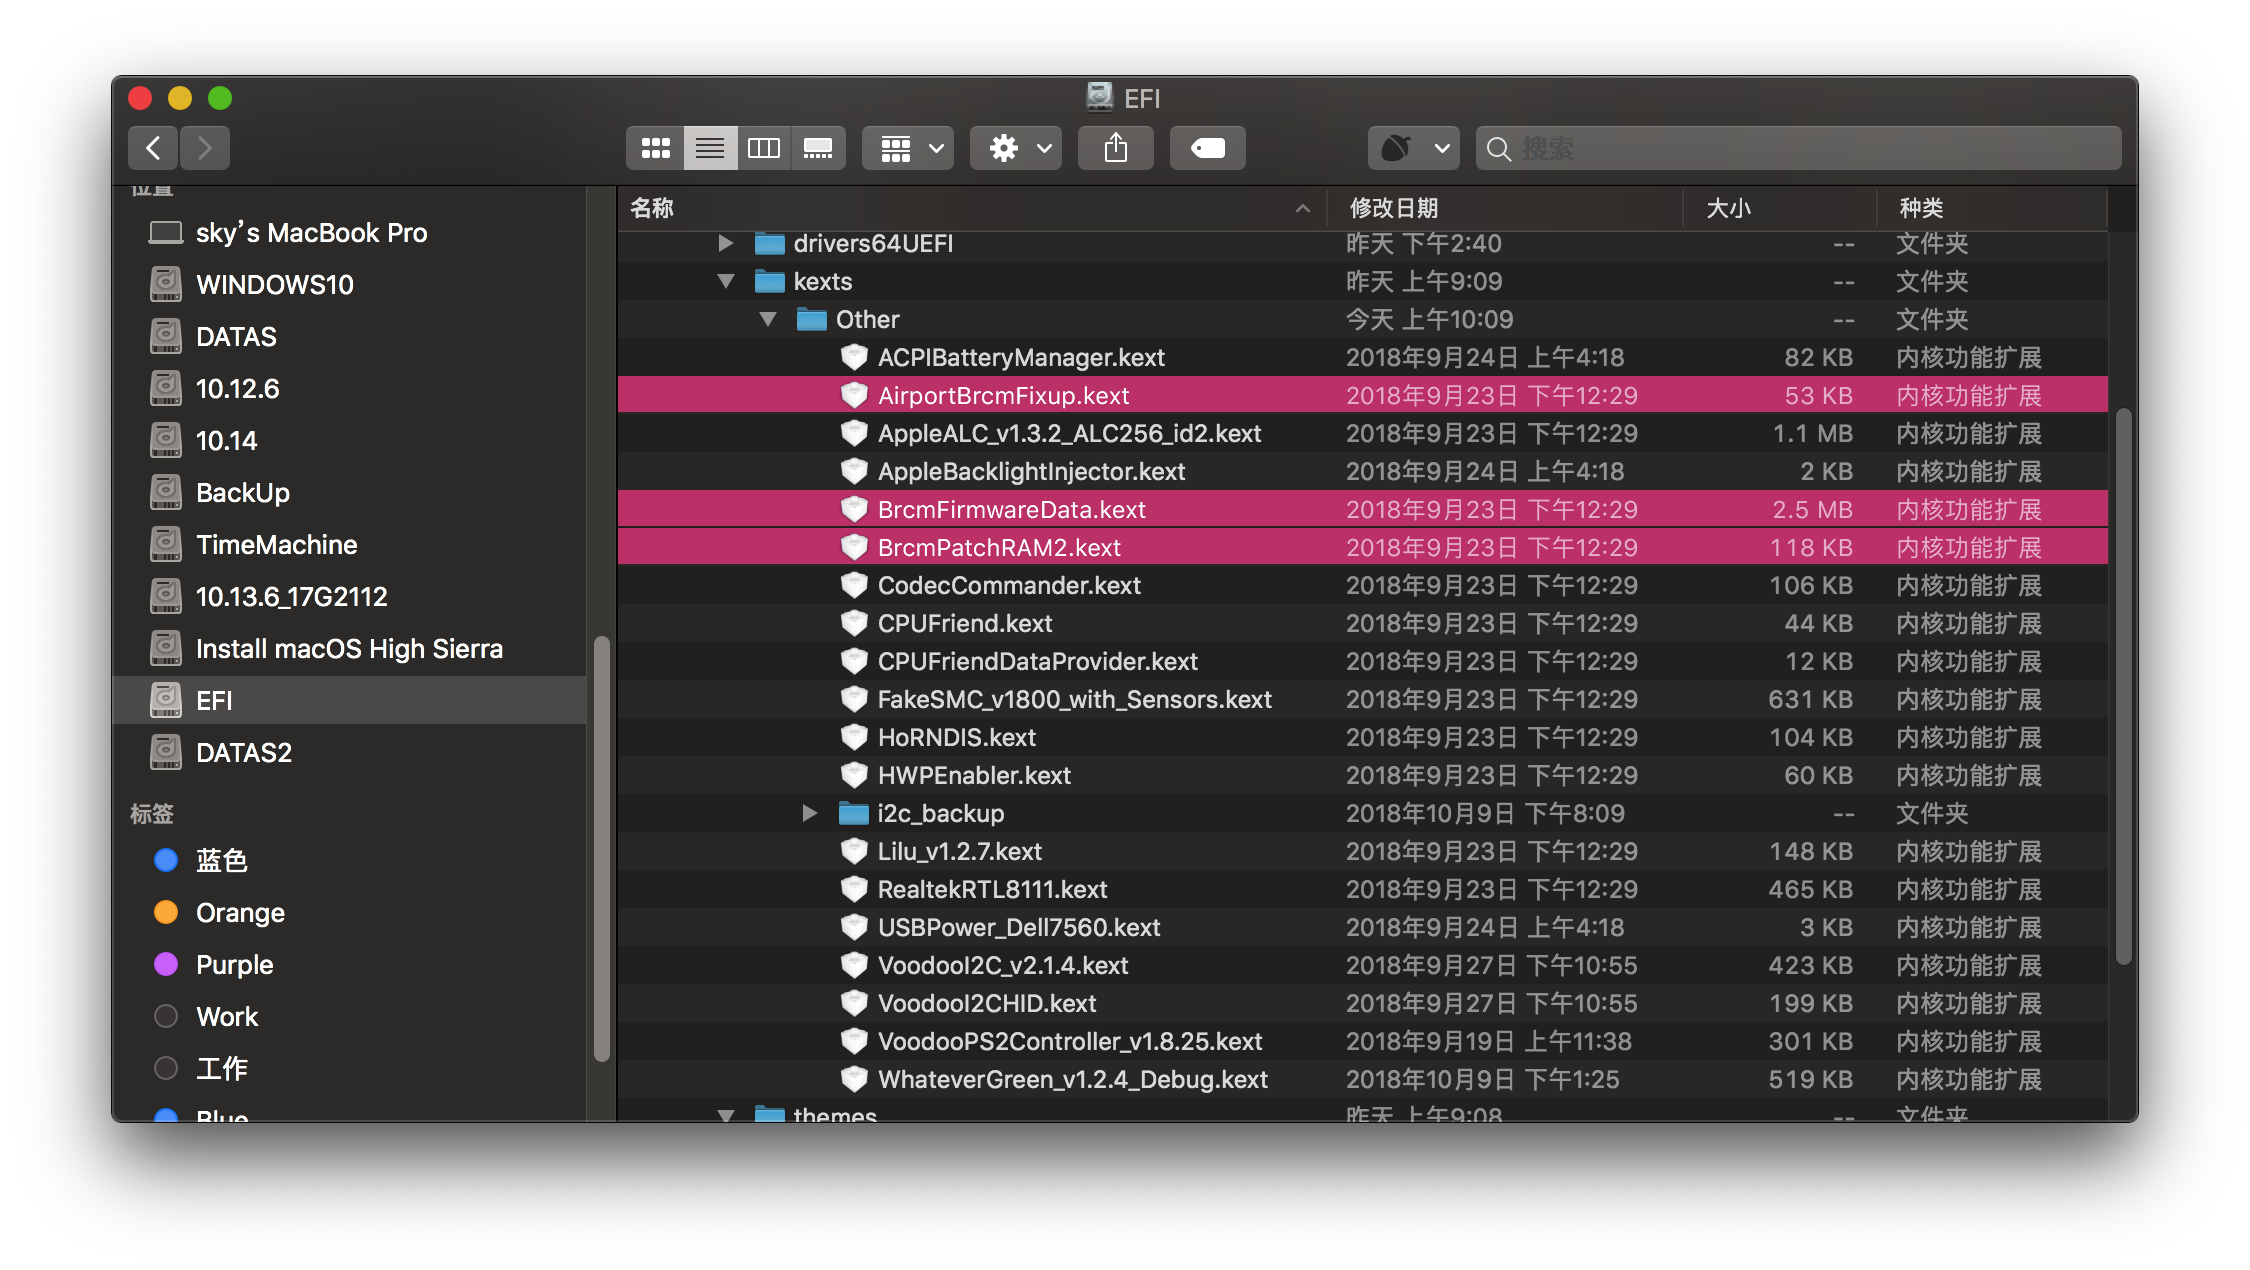 EFI
搜索
位置
sky’s MacBook Pro
WINDOWS10
DATAS
10.12.6
10.14
BackUp
TimeMachine
10.13.6_17G2112
Install macOS High Sierra
EFI
DATAS2
标签
蓝色
Orange
Purple
Work
工作
Blue
名称 修改日期 大小 种类
drivers64UEFI 昨天 下午2:40 -- 文件夹
kexts 昨天 上午9:09 -- 文件夹
Other 今天 上午10:09 -- 文件夹
ACPIBatteryManager.kext 2018年9月24日 上午4:18 82 KB 内核功能扩展
AirportBrcmFixup.kext 2018年9月23日 下午12:29 53 KB 内核功能扩展
AppleALC_v1.3.2_ALC256_id2.kext 2018年9月23日 下午12:29 1.1 MB 内核功能扩展
AppleBacklightInjector.kext 2018年9月24日 上午4:18 2 KB 内核功能扩展
BrcmFirmwareData.kext 2018年9月23日 下午12:29 2.5 MB 内核功能扩展
BrcmPatchRAM2.kext 2018年9月23日 下午12:29 118 KB 内核功能扩展
CodecCommander.kext 2018年9月23日 下午12:29 106 KB 内核功能扩展
CPUFriend.kext 2018年9月23日 下午12:29 44 KB 内核功能扩展
CPUFriendDataProvider.kext 2018年9月23日 下午12:29 12 KB 内核功能扩展
FakeSMC_v1800_with_Sensors.kext 2018年9月23日 下午12:29 631 KB 内核功能扩展
HoRNDIS.kext 2018年9月23日 下午12:29 104 KB 内核功能扩展
HWPEnabler.kext 2018年9月23日 下午12:29 60 KB 内核功能扩展
i2c_backup 2018年10月9日 下午8:09 -- 文件夹
Lilu_v1.2.7.kext 2018年9月23日 下午12:29 148 KB 内核功能扩展
RealtekRTL8111.kext 2018年9月23日 下午12:29 465 KB 内核功能扩展
USBPower_Dell7560.kext 2018年9月24日 上午4:18 3 KB 内核功能扩展
VoodooI2C_v2.1.4.kext 2018年9月27日 下午10:55 423 KB 内核功能扩展
VoodooI2CHID.kext 2018年9月27日 下午10:55 199 KB 内核功能扩展
VoodooPS2Controller_v1.8.25.kext 2018年9月19日 上午11:38 301 KB 内核功能扩展
WhateverGreen_v1.2.4_Debug.kext 2018年10月9日 下午1:25 519 KB 内核功能扩展
themes 昨天 上午9:08 -- 文件夹